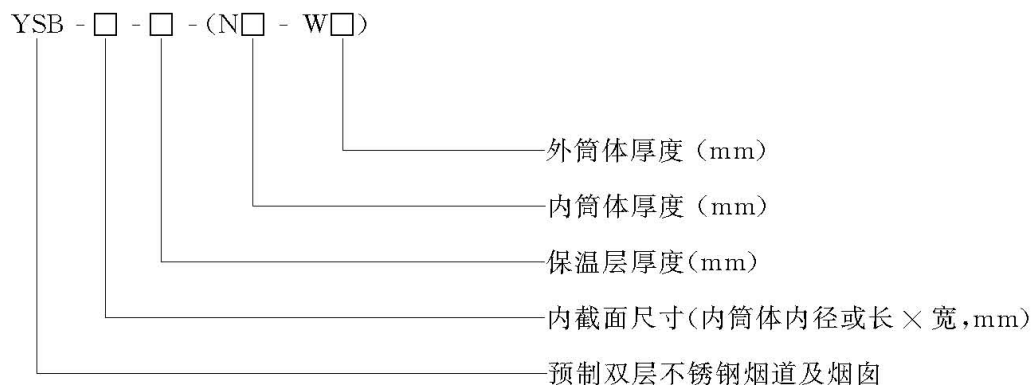 YSB - □ - □ - (N□ - W□)
外筒体厚度 (mm)
内筒体厚度 (mm)
保温层厚度(mm)
内截面尺寸(内筒体内径或长×宽,mm)
预制双层不锈钢烟道及烟囱